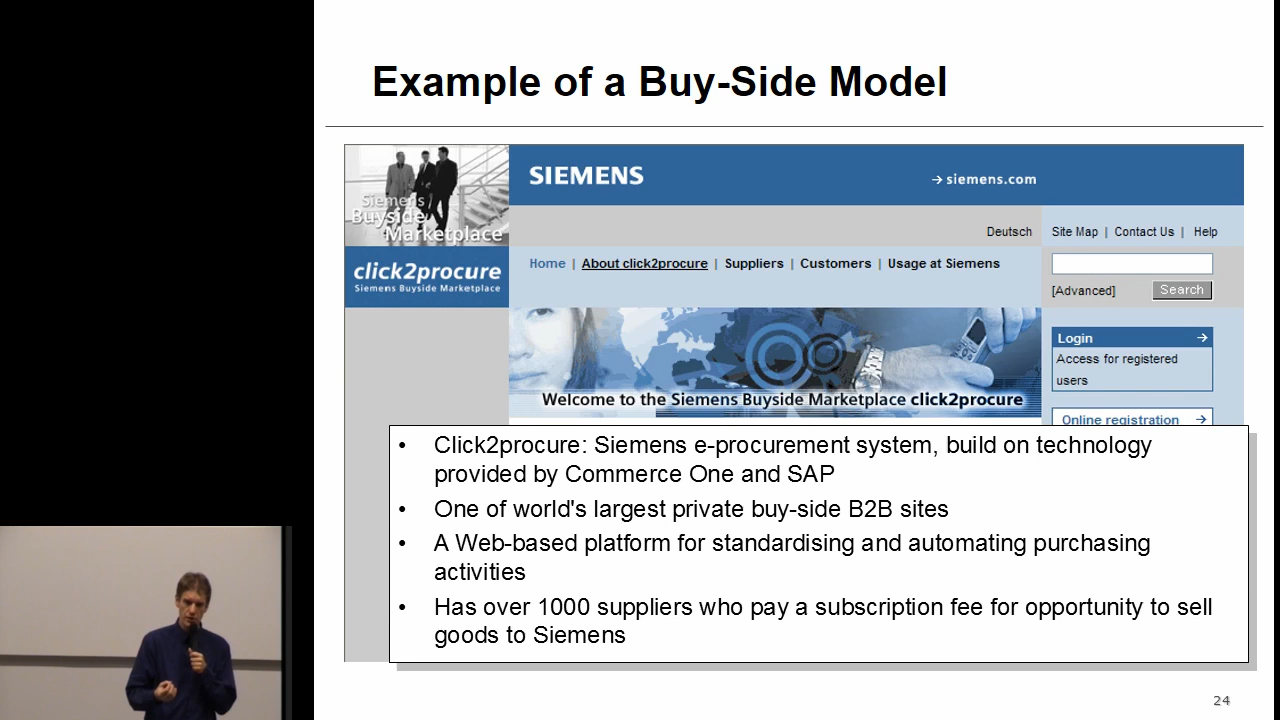 Example of a Buy-Side Model
Siemens
Buyside
Marketplace
SIEMENS
→ siemens.com
Deutsch
Site Map | Contact Us | Help
click2procure
Siemens Buyside Marketplace
Home | About click2procure | Suppliers | Customers | Usage at Siemens
[Advanced] Search
Login →
Access for registered
users
Welcome to the Siemens Buyside Marketplace click2procure
Online registration →
• Click2procure: Siemens e-procurement system, build on technology
provided by Commerce One and SAP
• One of world's largest private buy-side B2B sites
• A Web-based platform for standardising and automating purchasing
activities
• Has over 1000 suppliers who pay a subscription fee for opportunity to sell
goods to Siemens
24